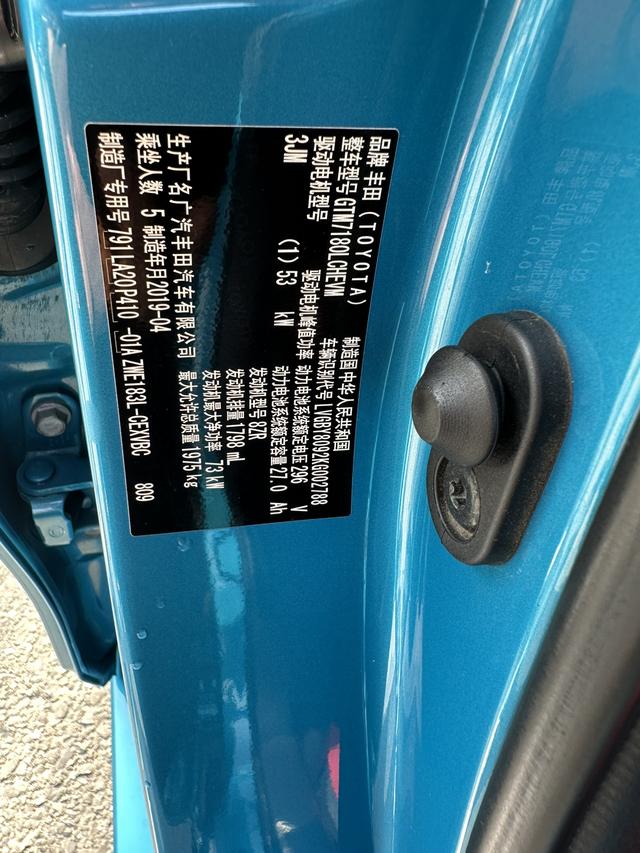 品牌 丰田 (TOYOTA) 制造国 中华人民共和国
整车型号 GTM7180LCHEVM 车辆识别代号 LVGBV8092KG002788
驱动电机型号 驱动电机峰值功率 动力电池系统额定电压 296 V
3JM (1) 53 kW 动力电池系统额定容量 27.0 Ah
发动机型号 8ZR
发动机排量 1798 mL
生产厂名 广汽丰田汽车有限公司 发动机最大净功率 73 kW
乘坐人数 5 制造年月 2019-04 最大允许总质量 1975 kg
制造厂专用号 791 LA20P410 -01A ZWE183L-GEXVBC 809